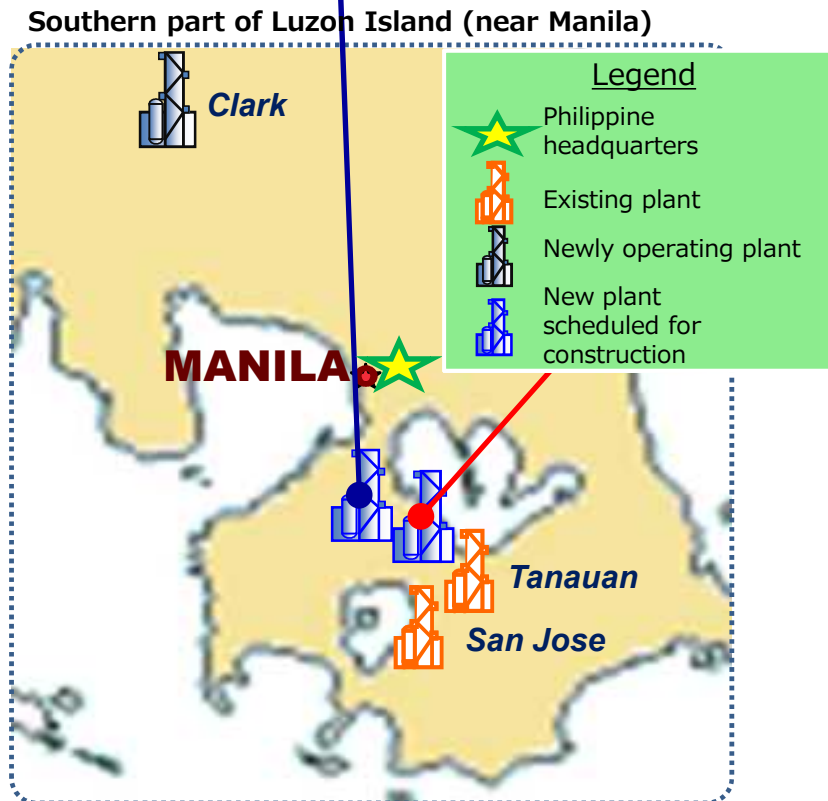 Southern part of Luzon Island (near Manila)
Clark
Legend
Philippine
headquarters
Existing plant
Newly operating plant
New plant
scheduled for
construction
MANILA
Tanauan
San Jose